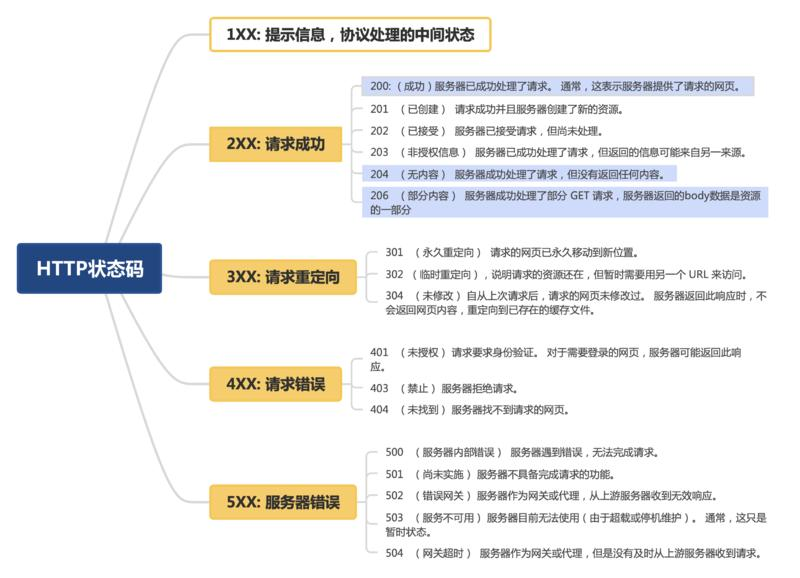 HTTP状态码
1XX: 提示信息，协议处理的中间状态
2XX: 请求成功
200:（成功）服务器已成功处理了请求。 通常，这表示服务器提供了请求的网页。
201 （已创建） 请求成功并且服务器创建了新的资源。
202 （已接受） 服务器已接受请求，但尚未处理。
203 （非授权信息） 服务器已成功处理了请求，但返回的信息可能来自另一来源。
204 （无内容） 服务器成功处理了请求，但没有返回任何内容。
206 （部分内容） 服务器成功处理了部分 GET 请求，服务器返回的body数据是资源
的一部分
3XX: 请求重定向
301 （永久重定向） 请求的网页已永久移动到新位置。
302 （临时重定向），说明请求的资源还在，但暂时需要用另一个 URL 来访问。
304 （未修改） 自从上次请求后，请求的网页未修改过。 服务器返回此响应时，不
会返回网页内容，重定向到已存在的缓存文件。
4XX: 请求错误
401 （未授权） 请求要求身份验证。 对于需要登录的网页，服务器可能返回此响
应。
403 （禁止） 服务器拒绝请求。
404 （未找到） 服务器找不到请求的网页。
5XX: 服务器错误
500 （服务器内部错误） 服务器遇到错误，无法完成请求。
501 （尚未实施） 服务器不具备完成请求的功能。
502 （错误网关） 服务器作为网关或代理，从上游服务器收到无效响应。
503 （服务不可用） 服务器目前无法使用（由于超载或停机维护）。 通常，这只是
暂时状态。
504 （网关超时） 服务器作为网关或代理，但是没有及时从上游服务器收到请求。